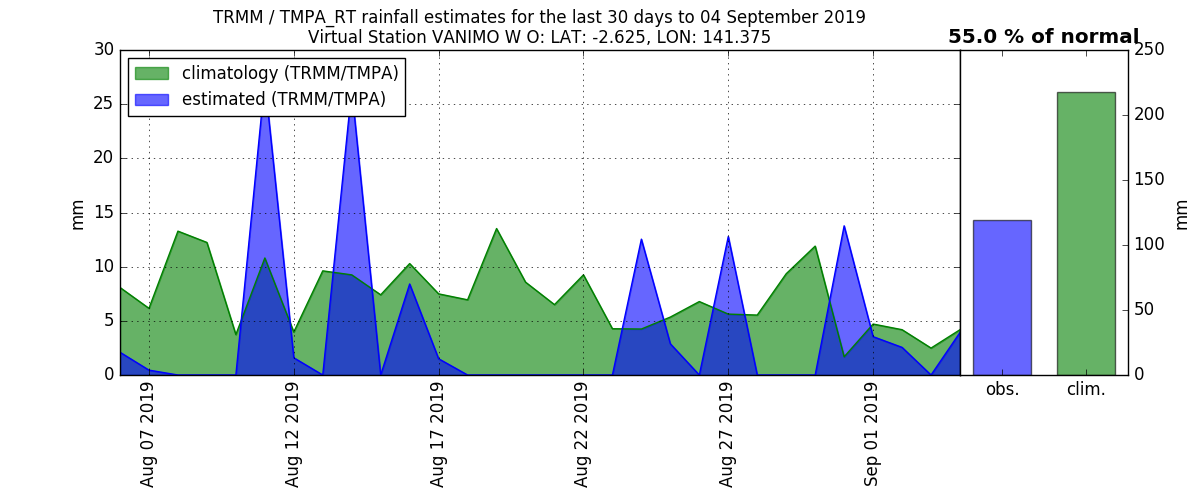 TRMM / TMPA_RT rainfall estimates for the last 30 days to 04 September 2019
Virtual Station VANIMO W O: LAT: -2.625, LON: 141.375
55.0 % of normal
climatology (TRMM/TMPA)
estimated (TRMM/TMPA)
mm
30
25
20
15
10
5
0
Aug 07 2019
Aug 12 2019
Aug 17 2019
Aug 22 2019
Aug 27 2019
Sep 01 2019
obs.
clim.
250
200
150
100
50
0
mm